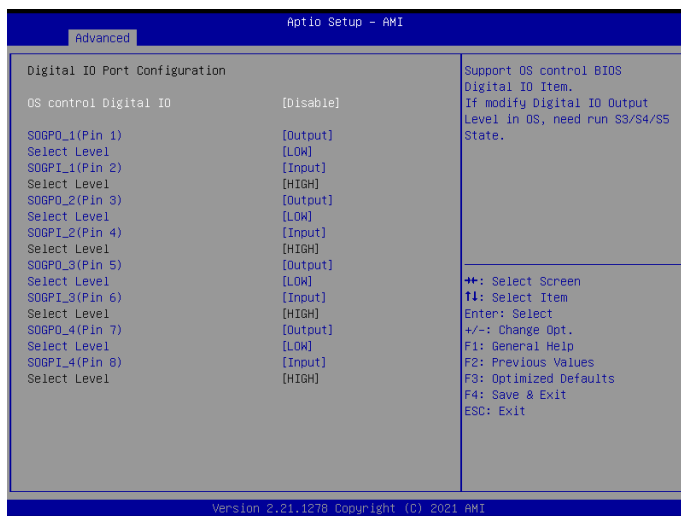 Aptio Setup – AMI
Advanced
Digital IO Port Configuration
OS control Digital IO [Disable]
SOGPO_1(Pin 1) [Output]
Select Level [LOW]
SOGPI_1(Pin 2) [Input]
Select Level [HIGH]
SOGPO_2(Pin 3) [Output]
Select Level [LOW]
SOGPI_2(Pin 4) [Input]
Select Level [HIGH]
SOGPO_3(Pin 5) [Output]
Select Level [LOW]
SOGPI_3(Pin 6) [Input]
Select Level [HIGH]
SOGPO_4(Pin 7) [Output]
Select Level [LOW]
SOGPI_4(Pin 8) [Input]
Select Level [HIGH]
Support OS control BIOS
Digital IO Item.
If modify Digital IO Output
Level in OS, need run S3/S4/S5
State.
→←: Select Screen
↑↓: Select Item
Enter: Select
+/-: Change Opt.
F1: General Help
F2: Previous Values
F3: Optimized Defaults
F4: Save & Exit
ESC: Exit
Version 2.21.1278 Copyright (C) 2021 AMI